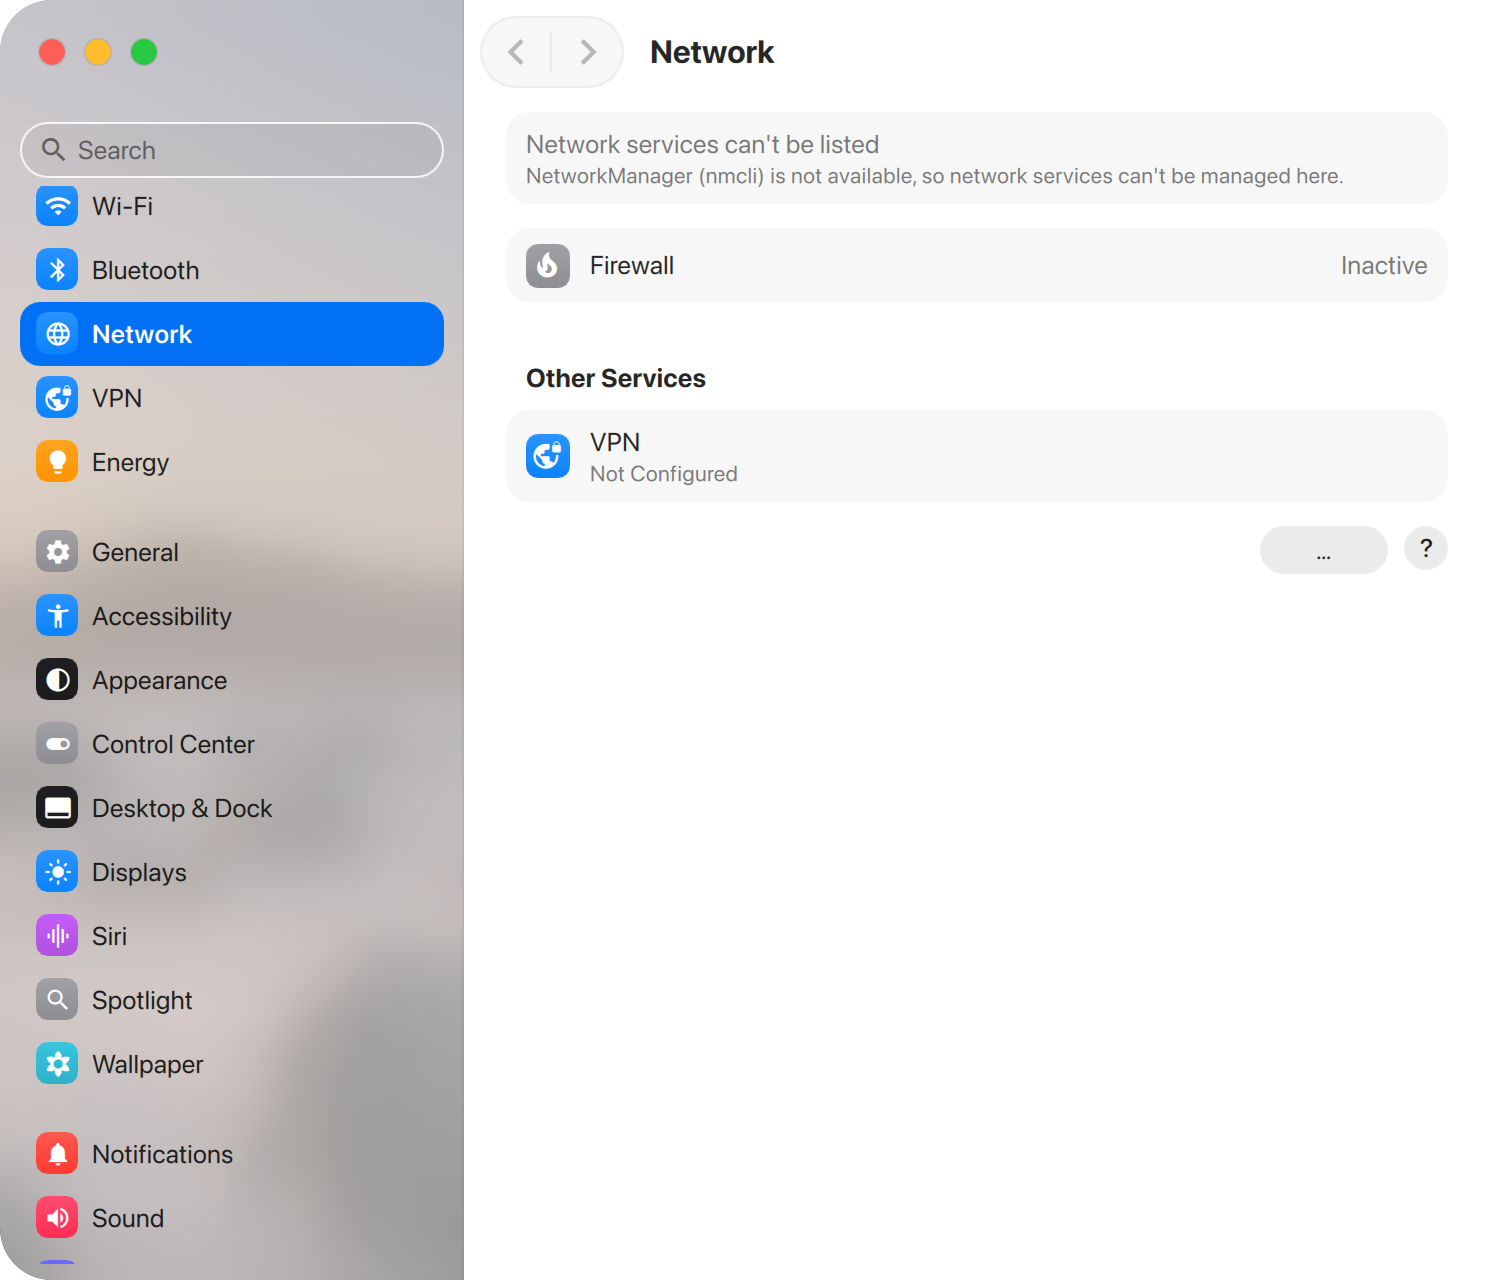 Search
Wi-Fi
Bluetooth
Network
VPN
Energy
General
Accessibility
Appearance
Control Center
Desktop & Dock
Displays
Siri
Spotlight
Wallpaper
Notifications
Sound
Network
Network services can't be listed
NetworkManager (nmcli) is not available, so network services can't be managed here.
Firewall
Inactive
Other Services
VPN
Not Configured
...
?